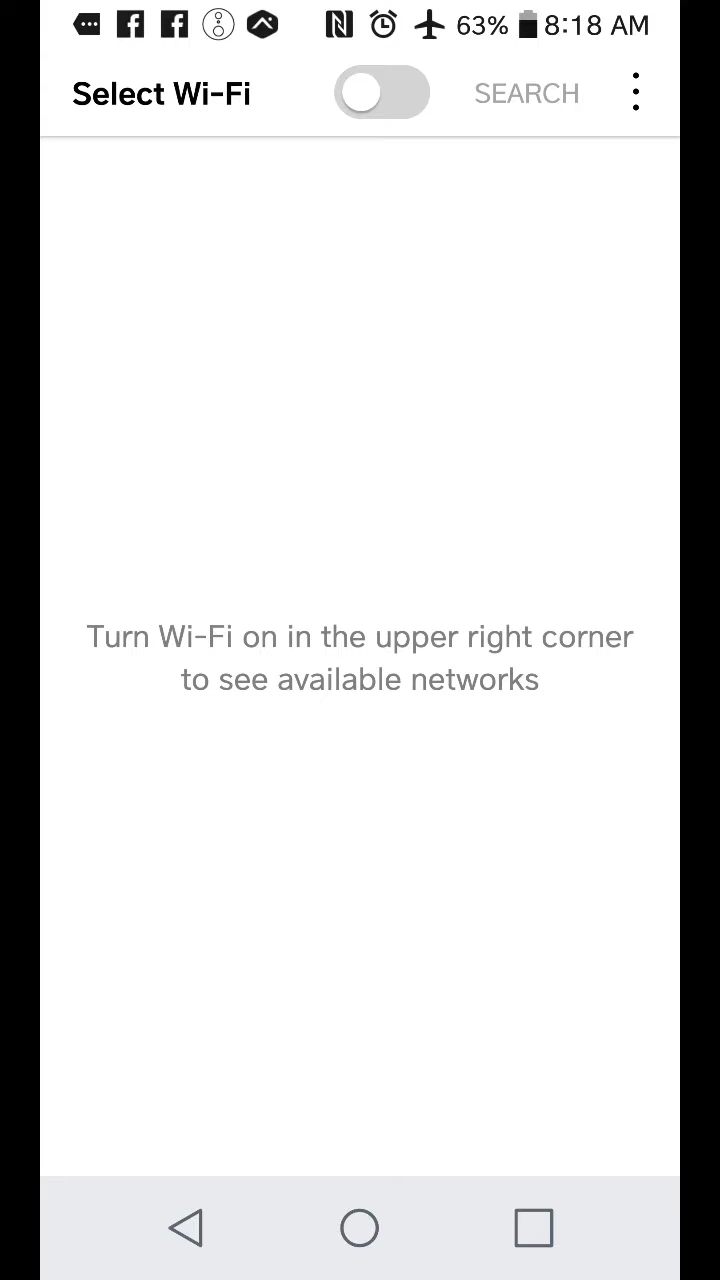 63% 8:18 AM
Select Wi-Fi SEARCH
Turn Wi-Fi on in the upper right corner
to see available networks